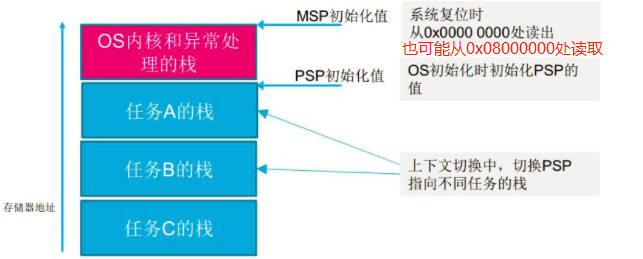 MSP初始化值
系统复位时
从0x0000 0000处读出
也可能从0x08000000处读取
OS内核和异常处
理的栈
PSP初始化值
OS初始化时初始化PSP的
值
任务A的栈
任务B的栈
上下文切换中，切换PSP
指向不同任务的栈
存储器地址
任务C的栈